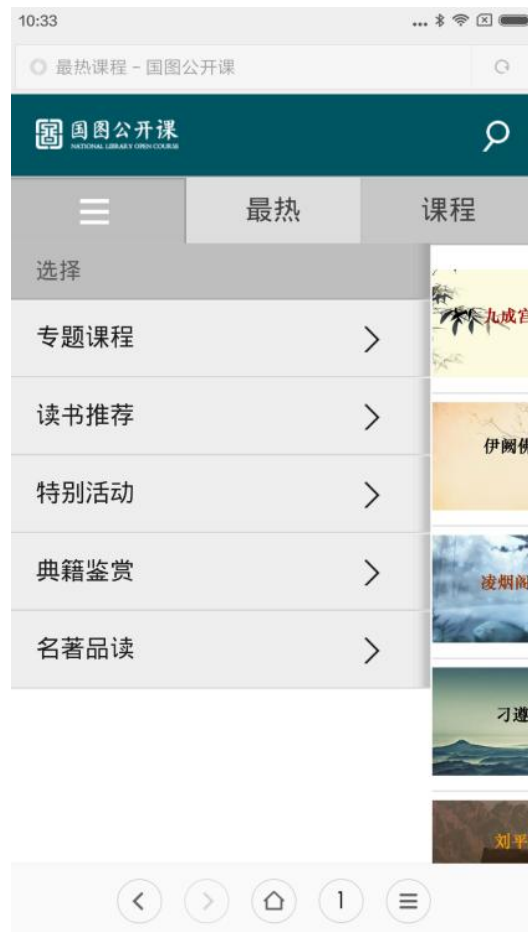 10:33
最热课程 - 国图公开课
国图公开课
NATIONAL LIBRARY OPEN COURSE
最热 课程
选择
专题课程
读书推荐
特别活动
典籍鉴赏
名著品读
九成宫
伊阙佛
凌烟阁
刁遵
刘平
1